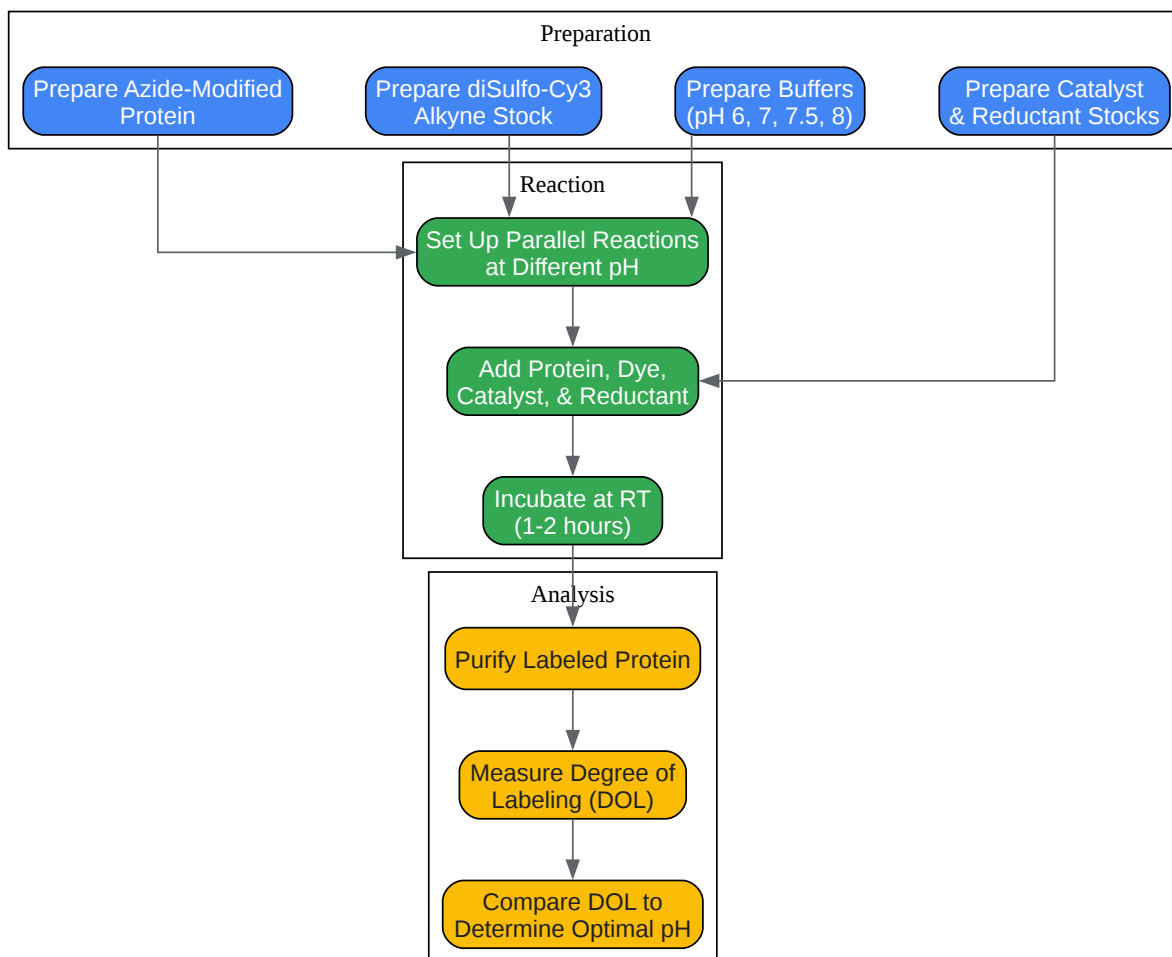 Preparation
Prepare Azide-Modified
Protein
Prepare diSulfo-Cy3
Alkyne Stock
Prepare Buffers
(pH 6, 7, 7.5, 8)
Prepare Catalyst
& Reductant Stocks
Reaction
Set Up Parallel Reactions
at Different pH
Add Protein, Dye,
Catalyst, & Reductant
Incubate at RT
(1-2 hours)
Analysis
Purify Labeled Protein
Measure Degree of
Labeling (DOL)
Compare DOL to
Determine Optimal pH